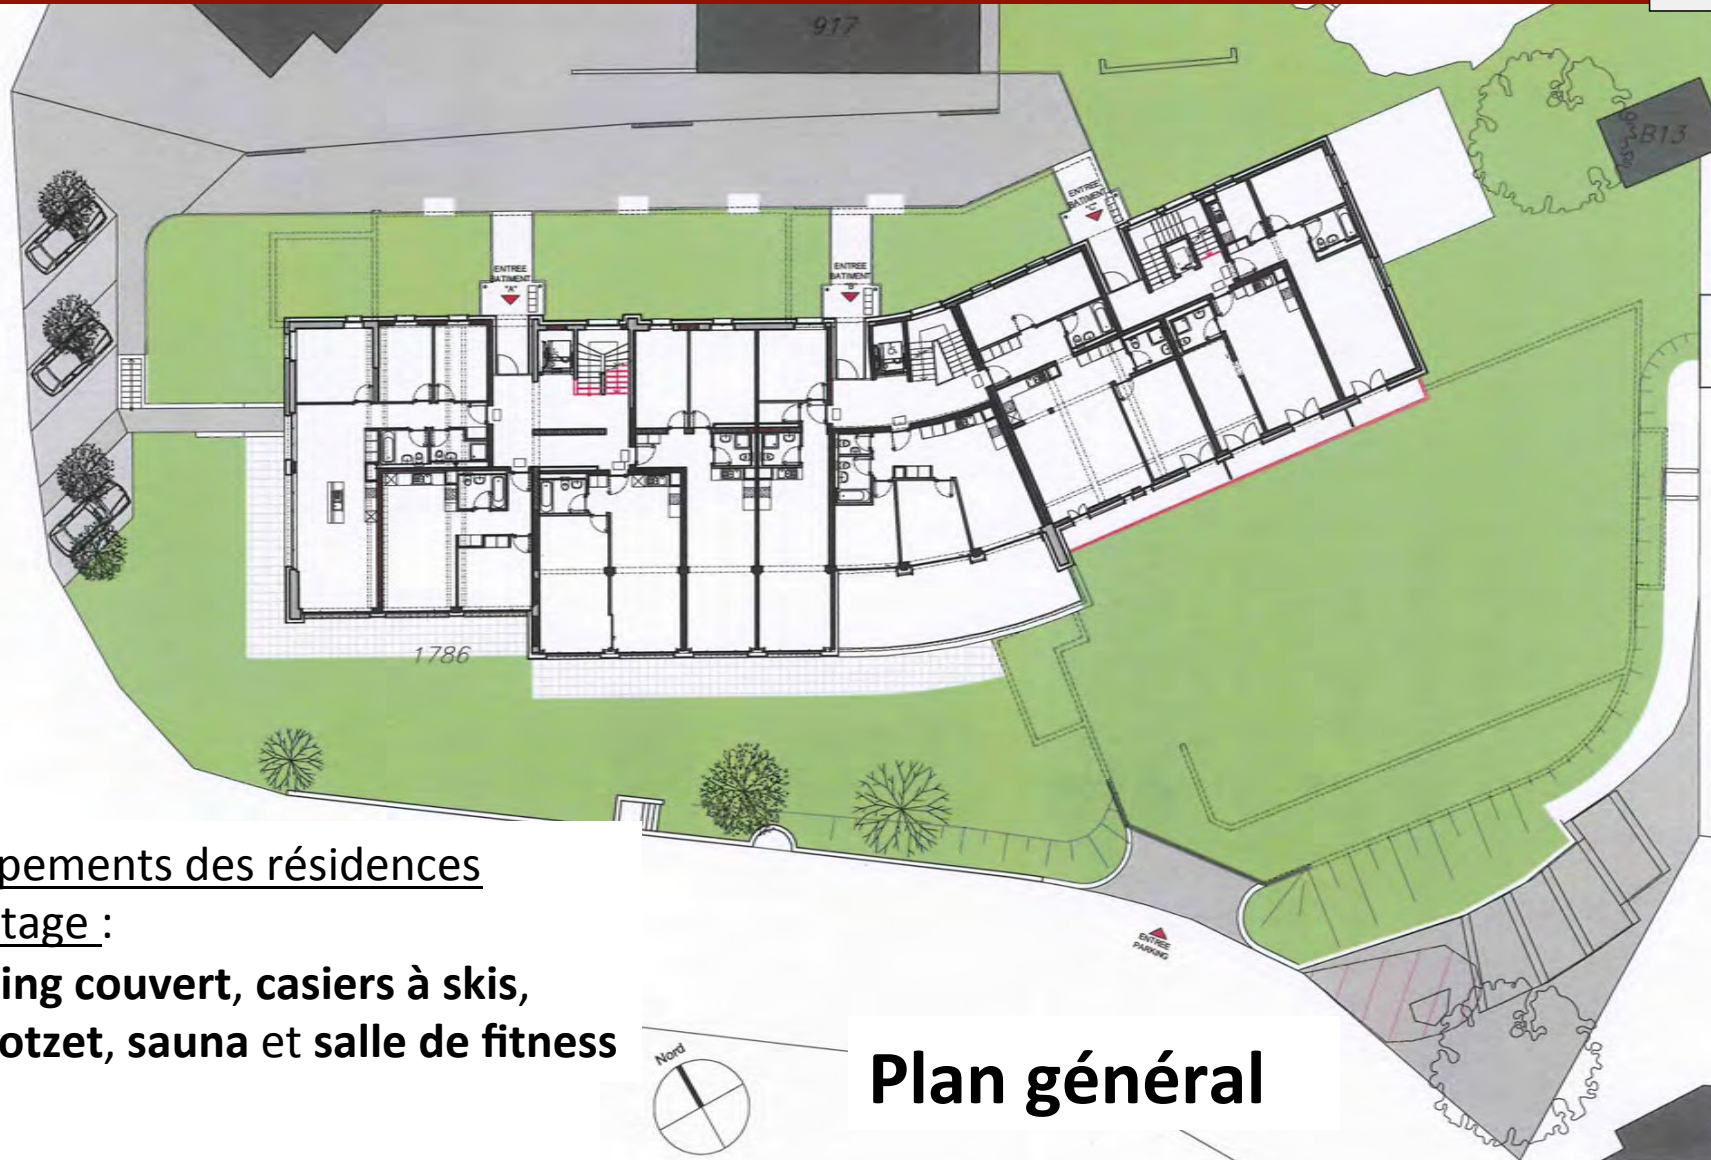 917
B13
ENTREE
BATIMENT
"C"
ENTREE
BATIMENT
"A"
ENTREE
BATIMENT
"B"
1786
pements des résidences
tage :
ing couvert, casiers à skis,
otzet, sauna et salle de fitness
ENTREE
PARKING
Nord
Plan général